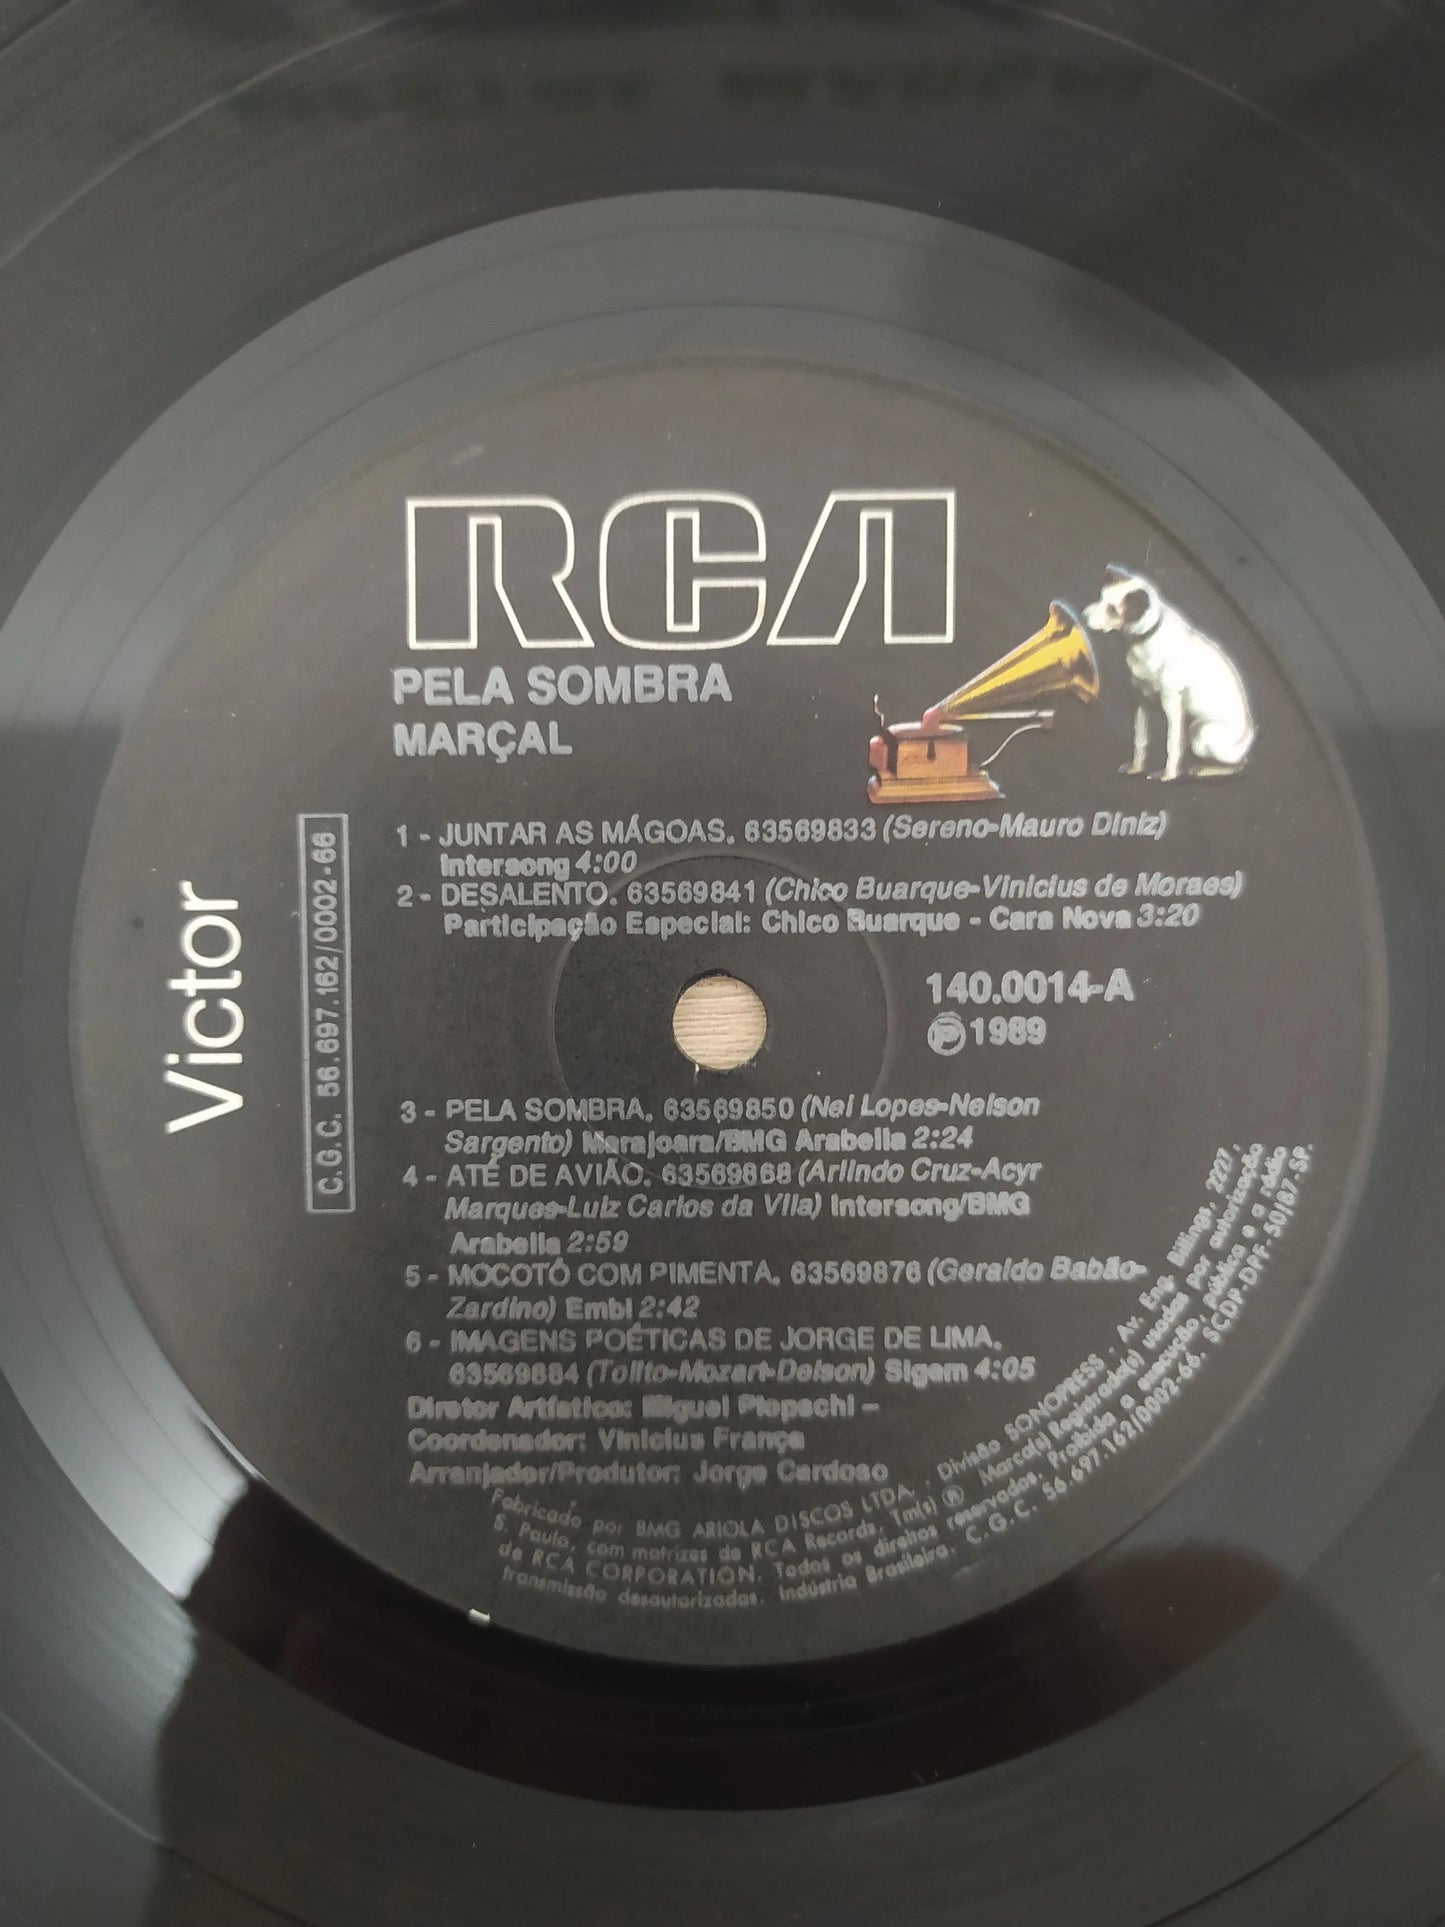 RCA
PELA SOMBRA
MARÇAL
Victor
C.G.C. 56.697.162/0002-66
1 - JUNTAR AS MÁGOAS. 63569833 (Sereno-Mauro Diniz)
Intersong 4:00
2 - DESALENTO. 63569841 (Chico Buarque-Vinicius de Moraes)
Participação Especial: Chico Buarque - Cara Nova 3:20
140.0014-A
Ⓟ 1989
3 - PELA SOMBRA. 63569850 (Nei Lopes-Nelson
Sargento) Marajoara/BMG Arabella 2:24
4 - ATÉ DE AVIÃO. 63569868 (Arlindo Cruz-Acyr
Marques-Luiz Carlos da Vila) Intersong/BMG
Arabella 2:59
5 - MOCOTÔ COM PIMENTA. 63569876 (Geraldo Babão-
Zardino) Embi 2:42
6 - IMAGENS POÉTICAS DE JORGE DE LIMA.
63569884 (Tolito-Mozart-Delson) Sigem 4:05
Diretor Artístico: Miguel Plopschi -
Coordenador: Vinicius França
Arranjador/Produtor: Jorge Cardoso
Fabricado por BMG ARIOLA DISCOS LTDA. . Divisão SONOPRESS . Av. Eng. Billings, 2227,
S. Paulo, com matrizes da RCA Records, Tm(s) ® Marca(s) Registrada(s) usadas por autorização
de RCA CORPORATION. Todos os direitos reservados. Proibida a execução, pública e a rádio
transmissão desautorizadas. Indústria Brasileira. C.G.C. 56.697.162/0002-66. SCDP-DPF-50/87-SP.